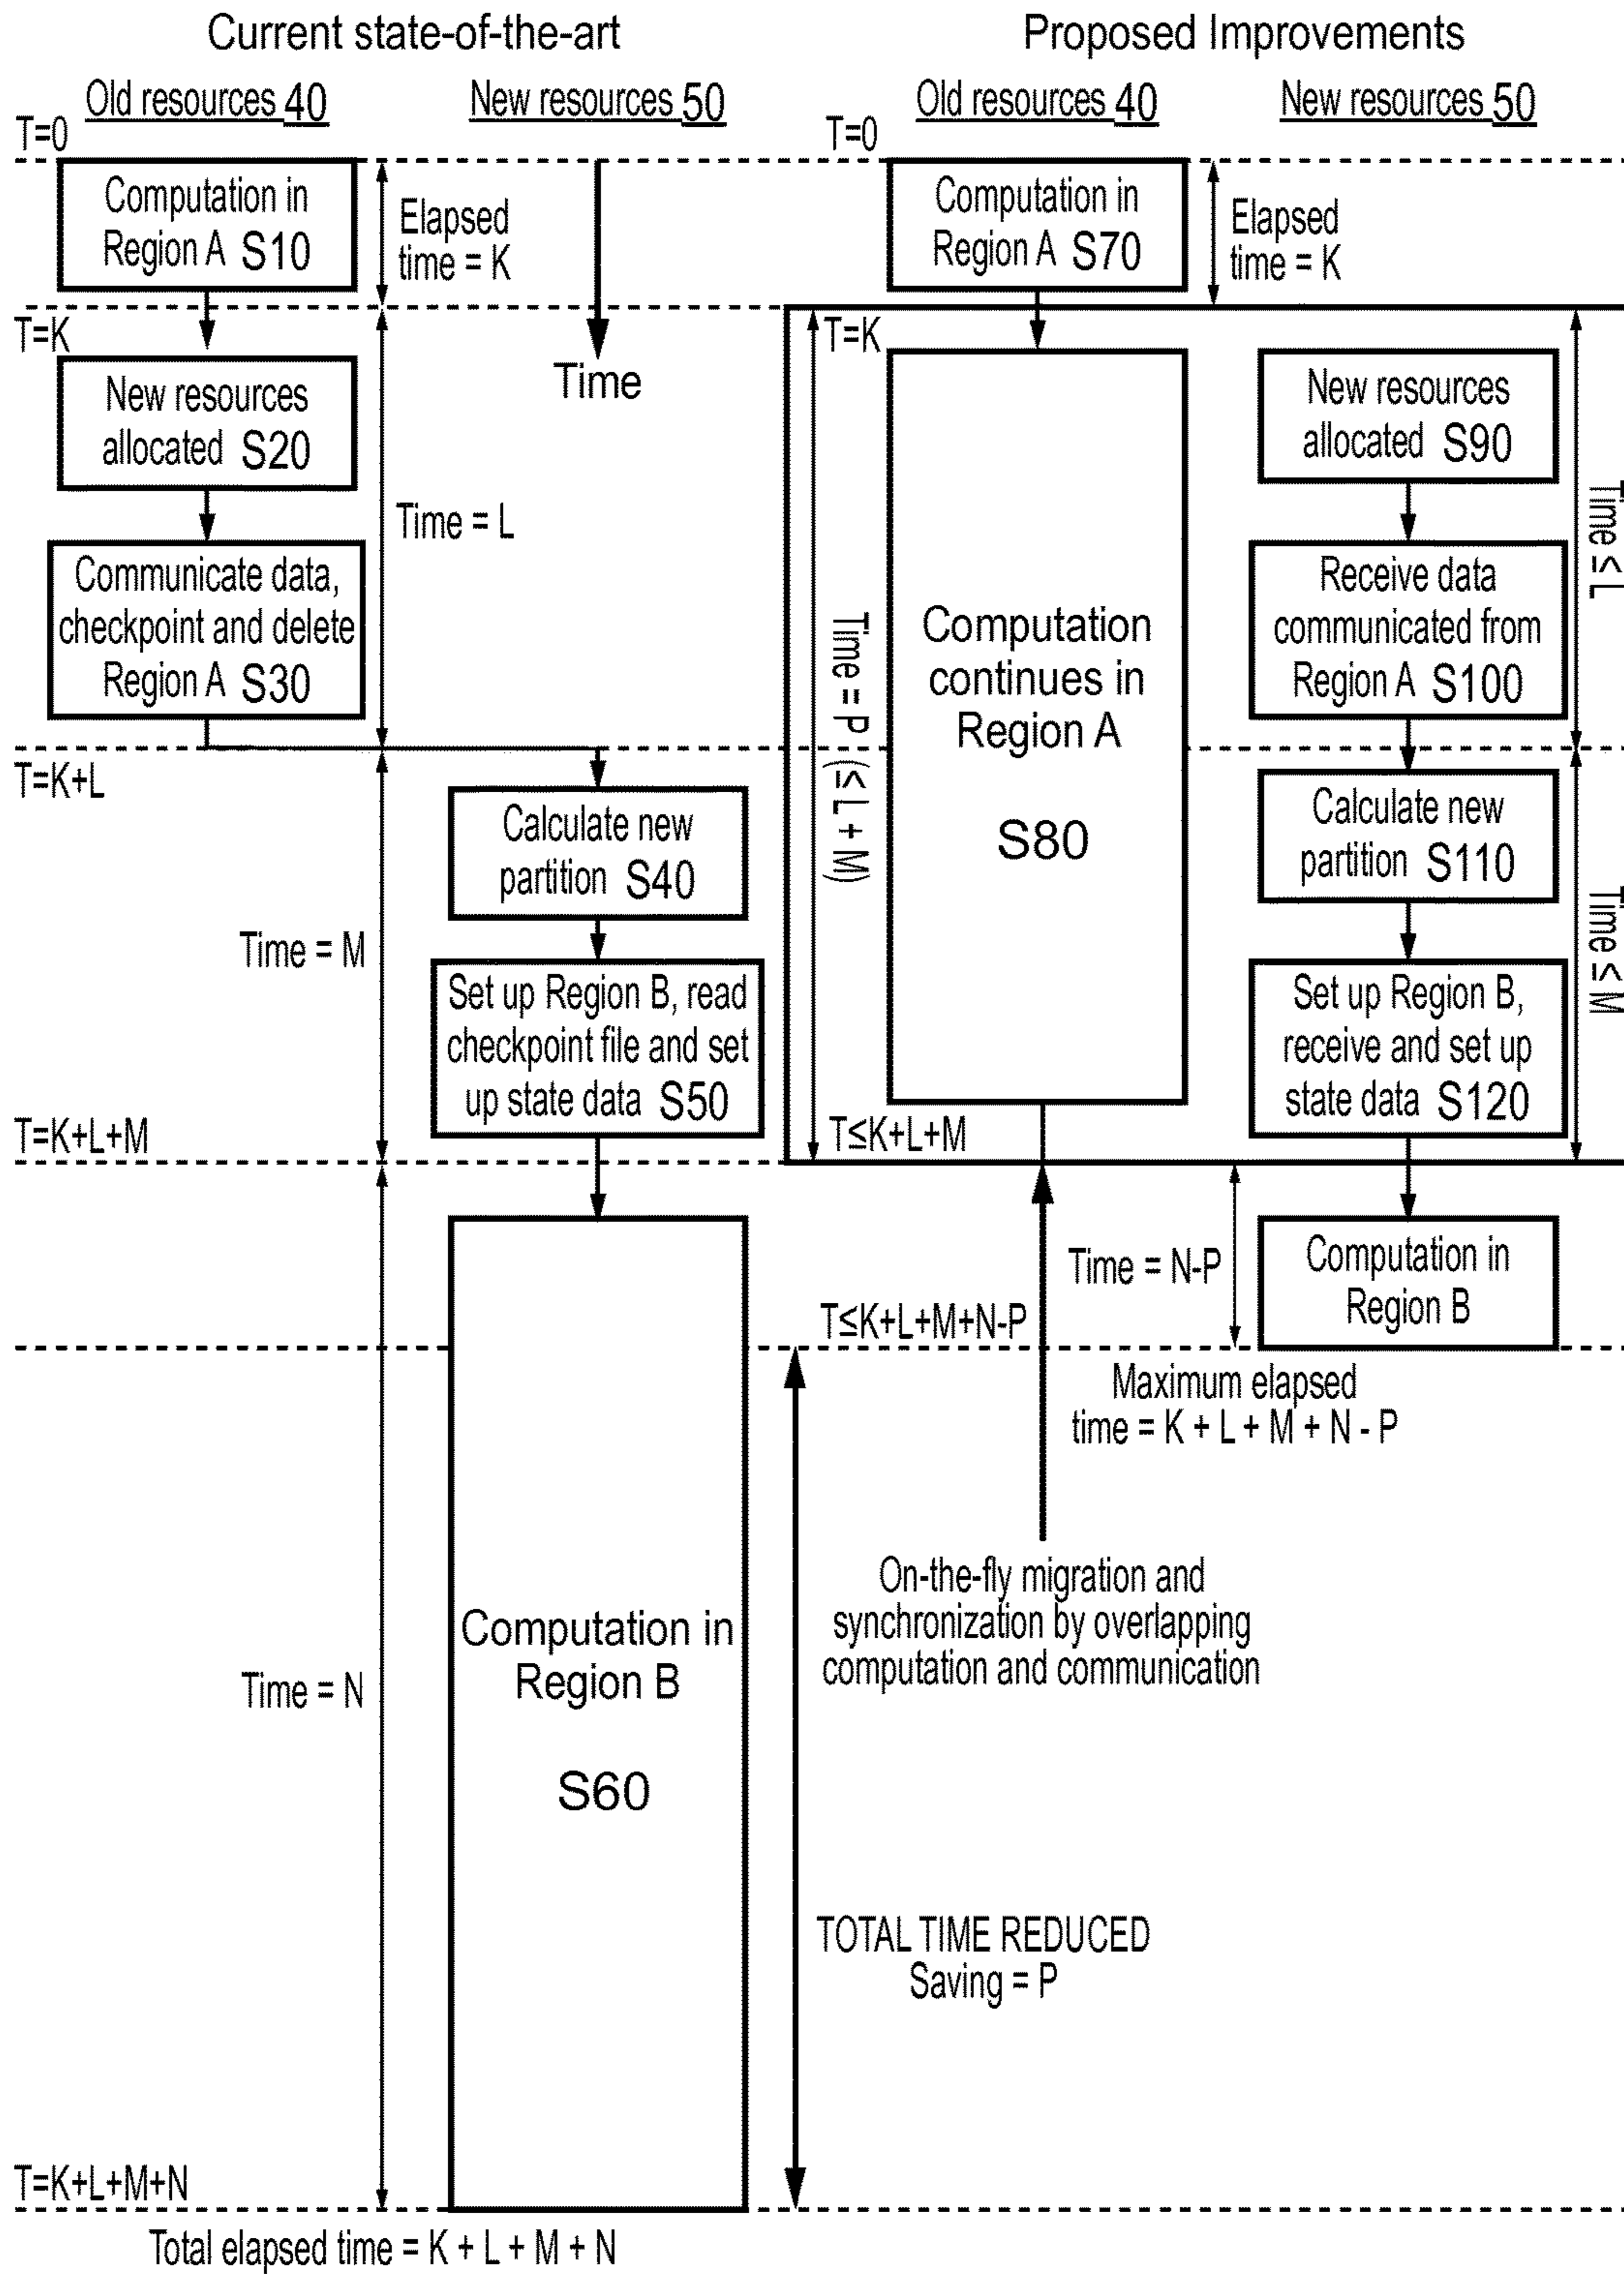 Current state-of-the-art
Old resources 40
New resources 50
T=0
Computation in
Region A S10
Elapsed
time = K
T=K
New resources
allocated S20
Time
Time = L
Communicate data,
checkpoint and delete
Region A S30
T=K+L
Calculate new
partition S40
Time = M
Set up Region B, read
checkpoint file and set
up state data S50
T=K+L+M
Computation in
Region B
S60
Time = N
T=K+L+M+N
Total elapsed time = K + L + M + N
Proposed Improvements
Old resources 40
New resources 50
T=0
Computation in
Region A S70
Elapsed
time = K
T=K
Time = P (≤ L + M)
Computation
continues in
Region A
S80
New resources
allocated S90
Time ≤ L
Receive data
communicated from
Region A S100
Calculate new
partition S110
Time ≤ M
Set up Region B,
receive and set up
state data S120
T≤K+L+M
Time = N-P
Computation in
Region B
T≤K+L+M+N-P
Maximum elapsed
time = K + L + M + N - P
On-the-fly migration and
synchronization by overlapping
computation and communication
TOTAL TIME REDUCED
Saving = P